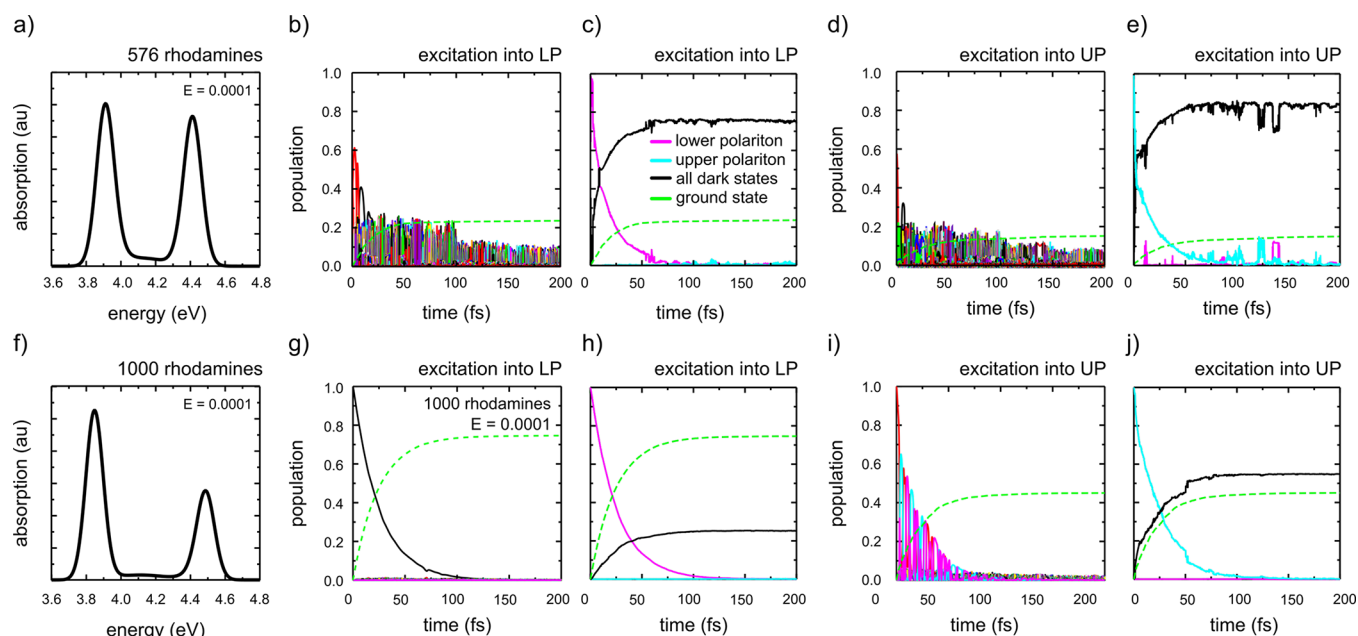 a)
576 rhodamines
E = 0.0001
absorption (au)
3.6 3.8 4.0 4.2 4.4 4.6 4.8
energy (eV)
b)
excitation into LP
population
1.0
0.8
0.6
0.4
0.2
0.0
0 50 100 150 200
time (fs)
c)
excitation into LP
lower polariton
upper polariton
all dark states
ground state
0 50 100 150 200
time (fs)
d)
excitation into UP
population
1.0
0.8
0.6
0.4
0.2
0.0
0 50 100 150 200
time (fs)
e)
excitation into UP
0 50 100 150 200
time (fs)
f)
1000 rhodamines
E = 0.0001
absorption (au)
3.6 3.8 4.0 4.2 4.4 4.6 4.8
energy (eV)
g)
excitation into LP
1000 rhodamines
E = 0.0001
population
1.0
0.8
0.6
0.4
0.2
0.0
0 50 100 150 200
time (fs)
h)
excitation into LP
0 50 100 150 200
time (fs)
i)
excitation into UP
population
1.0
0.8
0.6
0.4
0.2
0.0
0 50 100 150 200
time (fs)
j)
excitation into UP
0 50 100 150 200
time (fs)